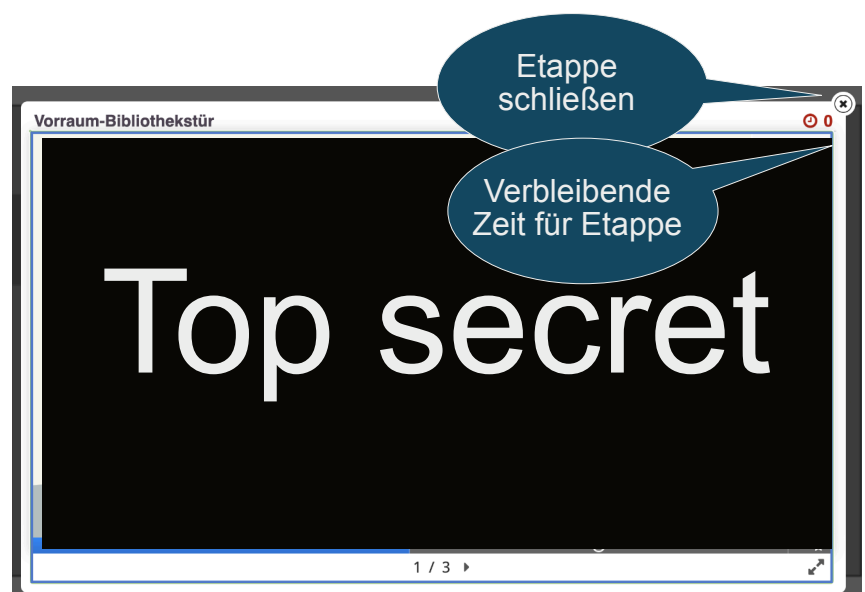 Etappe
schließen
Vorraum-Bibliothekstür
0
Verbleibende
Zeit für Etappe
Top secret
1 / 3